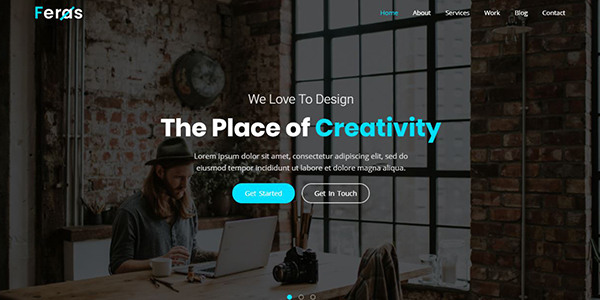 Feras
Home About Services Work Blog Contact
We Love To Design
The Place of Creativity
Lorem ipsum dolor sit amet, consectetur adipiscing elit, sed do
eiusmod tempor incididunt ut labore et dolore magna aliqua.
Get Started Get In Touch